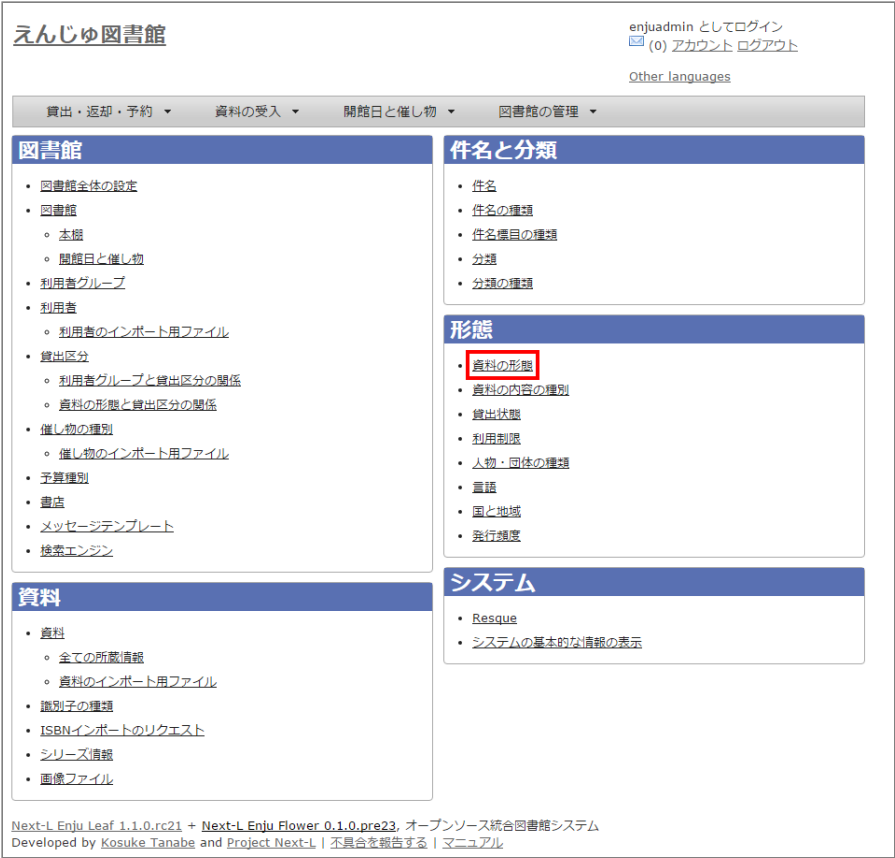 えんじゅ図書館
enjuadmin としてログイン
(0) アカウント ログアウト
Other languages
貸出・返却・予約 ▼ 資料の受入 ▼ 開館日と催し物 ▼ 図書館の管理 ▼
図書館
・ 図書館全体の設定
・ 図書館
◦ 本棚
◦ 開館日と催し物
・ 利用者グループ
・ 利用者
◦ 利用者のインポート用ファイル
・ 貸出区分
◦ 利用者グループと貸出区分の関係
◦ 資料の形態と貸出区分の関係
・ 催し物の種別
◦ 催し物のインポート用ファイル
・ 予算種別
・ 書店
・ メッセージテンプレート
・ 検索エンジン
資料
・ 資料
◦ 全ての所蔵情報
◦ 資料のインポート用ファイル
・ 識別子の種類
・ ISBNインポートのリクエスト
・ シリーズ情報
・ 画像ファイル
件名と分類
・ 件名
・ 件名の種類
・ 件名標目の種類
・ 分類
・ 分類の種類
形態
・ 資料の形態
・ 資料の内容の種別
・ 貸出状態
・ 利用制限
・ 人物・団体の種類
・ 言語
・ 国と地域
・ 発行頻度
システム
・ Resque
・ システムの基本的な情報の表示
Next-L Enju Leaf 1.1.0.rc21 + Next-L Enju Flower 0.1.0.pre23, オープンソース統合図書館システム
Developed by Kosuke Tanabe and Project Next-L | 不具合を報告する | マニュアル